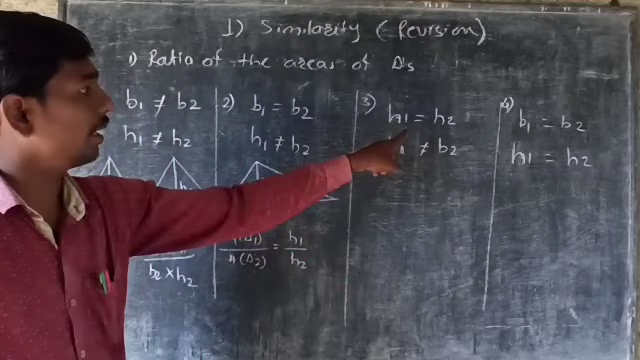 1) Similarity (Revision)
1) Ratio of the areas of Δs
b1 ≠ b2
h1 ≠ h2
b2 × h2
2) b1 = b2
h1 ≠ h2
A(Δ2)
h1
h2
3) h1 = h2
≠ b2
4) b1 = b2
h1 = h2